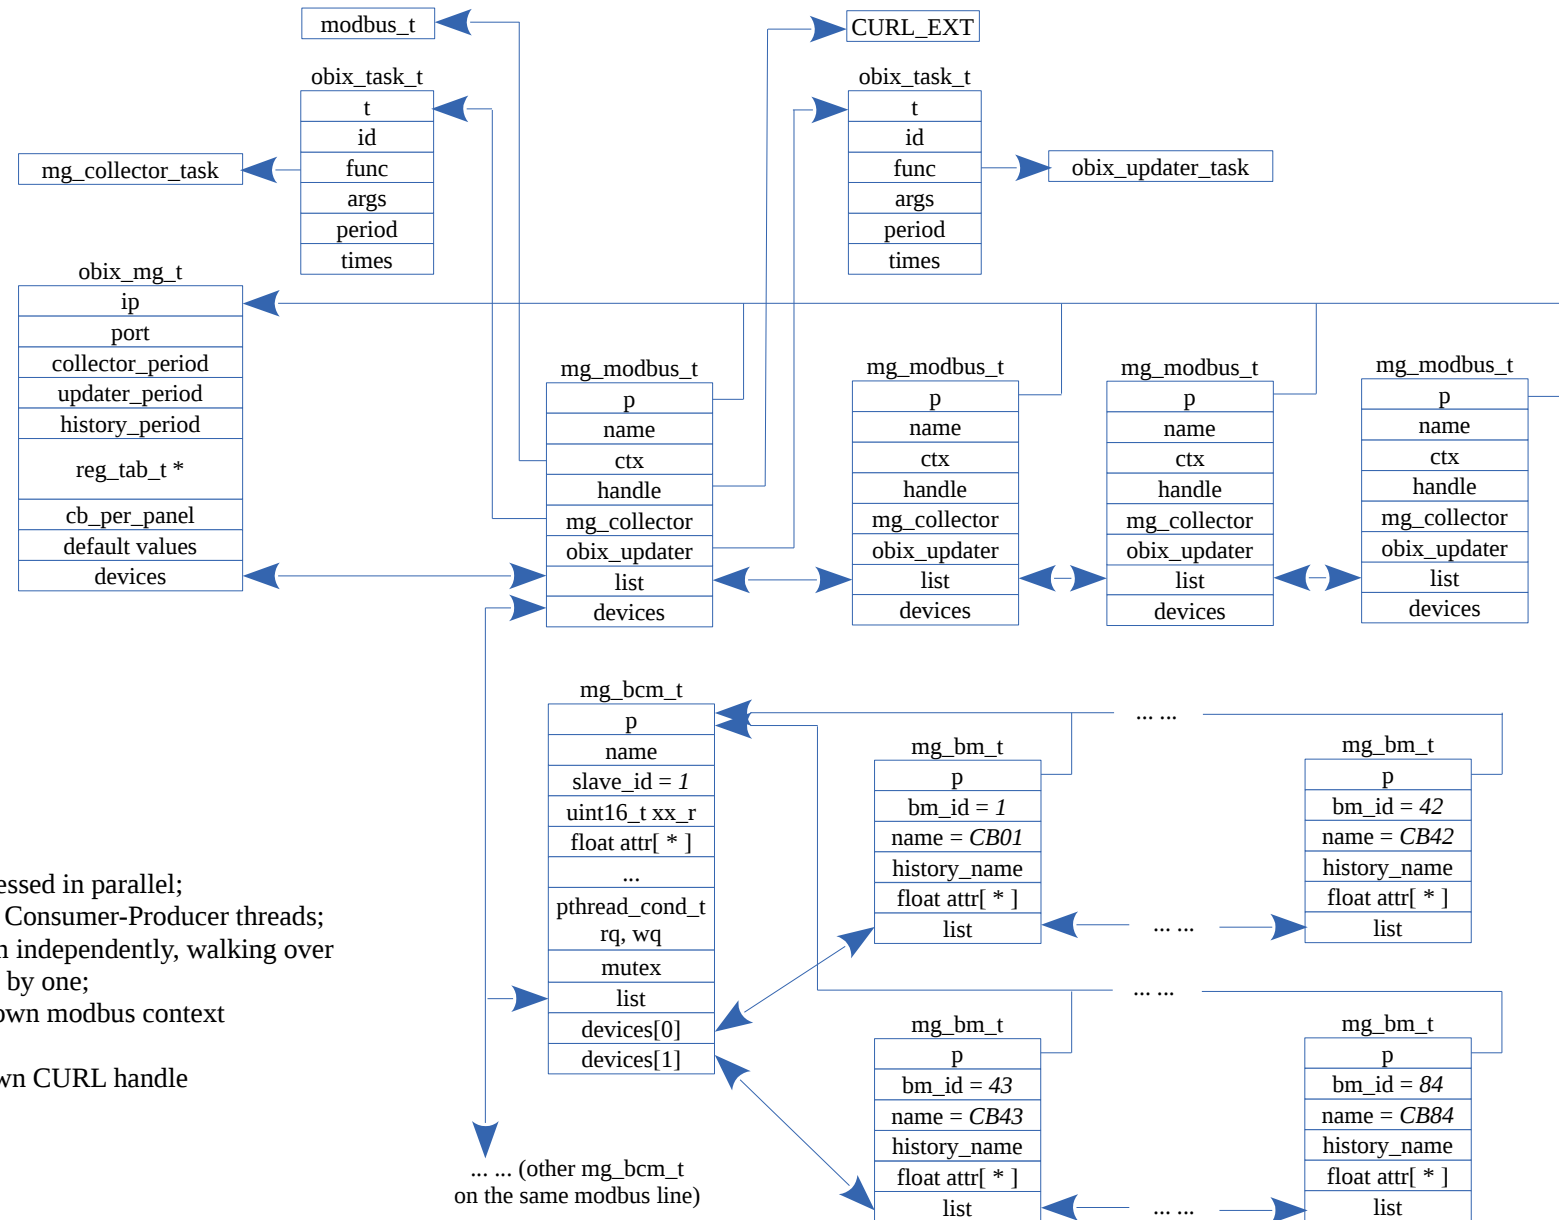 modbus_t
CURL_EXT
obix_task_t
t
id
func
args
period
times
mg_collector_task
obix_task_t
t
id
func
args
period
times
obix_updater_task
obix_mg_t
ip
port
collector_period
updater_period
history_period
reg_tab_t *
cb_per_panel
default values
devices
mg_modbus_t
p
name
ctx
handle
mg_collector
obix_updater
list
devices
mg_modbus_t
p
name
ctx
handle
mg_collector
obix_updater
list
devices
mg_modbus_t
p
name
ctx
handle
mg_collector
obix_updater
list
devices
mg_modbus_t
p
name
ctx
handle
mg_collector
obix_updater
list
devices
mg_bcm_t
p
name
slave_id = 1
uint16_t xx_r
float attr[ * ]
...
pthread_cond_t
rq, wq
mutex
list
devices[0]
devices[1]
... ...
mg_bm_t
p
bm_id = 1
name = CB01
history_name
float attr[ * ]
list
... ...
mg_bm_t
p
bm_id = 42
name = CB42
history_name
float attr[ * ]
list
... ...
mg_bm_t
p
bm_id = 43
name = CB43
history_name
float attr[ * ]
list
... ...
mg_bm_t
p
bm_id = 84
name = CB84
history_name
float attr[ * ]
list
essed in parallel;
Consumer-Producer threads;
n independently, walking over
by one;
own modbus context
wn CURL handle
... ... (other mg_bcm_t
on the same modbus line)